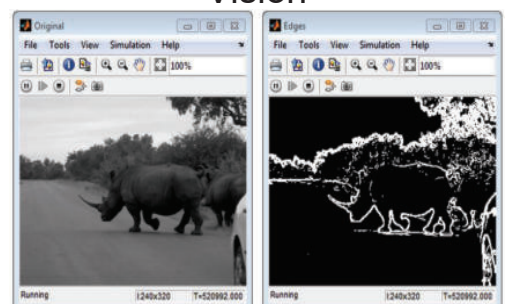 Vision
Original
File Tools View Simulation Help
100%
Running I:240x320 T=520992.000
Edges
File Tools View Simulation Help
100%
Running I:240x320 T=520992.000